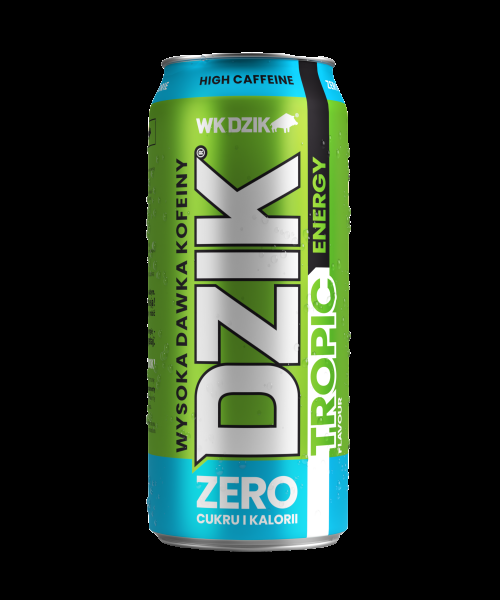 HIGH CAFFEINE
WK DZIK®
WYSOKA DAWKA KOFEINY
DZIK®
ENERGY
TROPIC
FLAVOUR
ZERO
CUKRU I KALORII